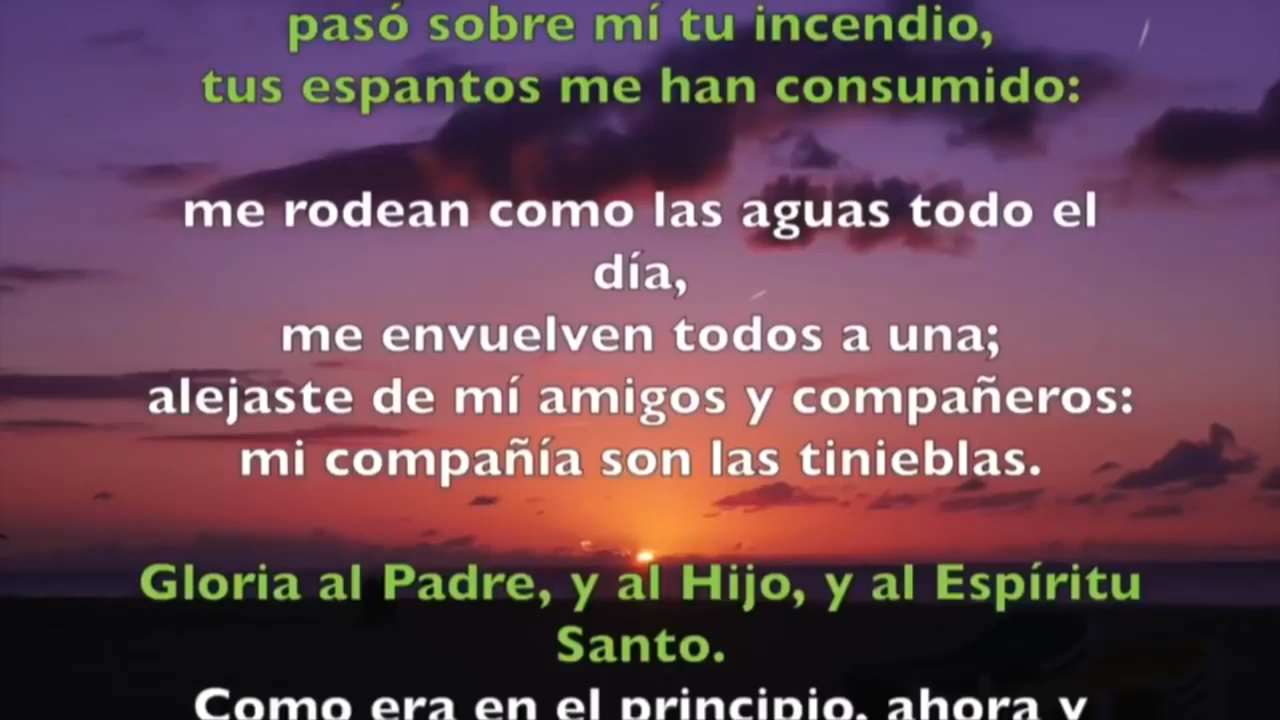 pasó sobre mí tu incendio,
tus espantos me han consumido:
me rodean como las aguas todo el
día,
me envuelven todos a una;
alejaste de mí amigos y compañeros:
mi compañía son las tinieblas.
Gloria al Padre, y al Hijo, y al Espíritu
Santo.
Como era en el principio, ahora y